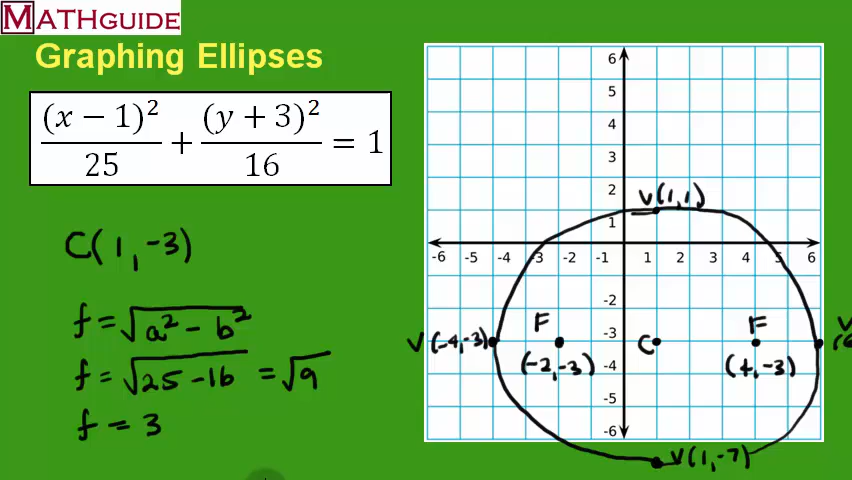 MATHGUIDE
Graphing Ellipses
(x − 1)²/25 + (y + 3)²/16 = 1
C(1, -3)
f = √(a² - b²)
f = √(25 - 16) = √9
f = 3
6
5
4
3
2
1
-6 -5 -4 -3 -2 -1 1 2 3 4 5 6
-2
-3
-4
-5
-6
V(1,1)
V(-4,-3)
F
C
F
V
(-2,-3)
(4,-3)
V(1,-7)